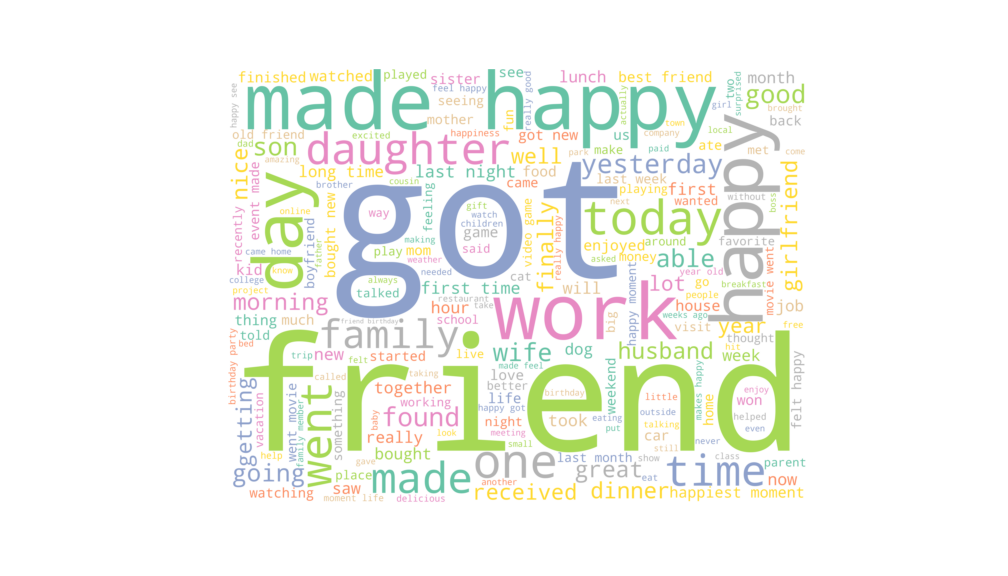 finished watched played sister see lunch best friend two surprised month
made happy
feel happy
really good
actually
girl
good
brought
happy see
seeing
mother
fun
old friend
happiness
got new
us
town
company
local
back
dad
son
excited
daughter
well
park
make
paid
ate
met
come
nice
amazing
long time
last night
food
yesterday
event made
brother
cousin
came
last week
first
without
boss
recently
day
online
bought new
feeling
gift
watch
children
video game
playing
wanted
next
happy
girlfriend
way
got
game
finally
really happy
today
favorite
boyfriend
making
said
enjoyed
around
came home
father
play
mom
weather
asked
money
able
movie went
kid
know
always
needed
cat
year old
college
talked
first time
will
lot
go
breakfast
project
restaurant
people
morning
hour
take
work
happy moment
house
weeks ago
job
thing
much
friend birthday
school
big
visit
year
free
told
family
hit
thought
bed
trip
new
felt
started
live
wife
dog
husband
week
birthday party
friend
made feel
called
taking
love
together
better
life
weekend
makes happy
felt happy
getting
vacation
went movie
family member
went
something
baby
working
happy got
birthday
took
eating
put
little
outside
home
enjoy
won
helped
found
night
talking
car
never
even
really
look
meeting
small
still
help
bought
gave
one
last month
show
class
going
place
made
another
great
eat
time
parent
now
watching
saw
moment life
delicious
received
dinner
happiest moment